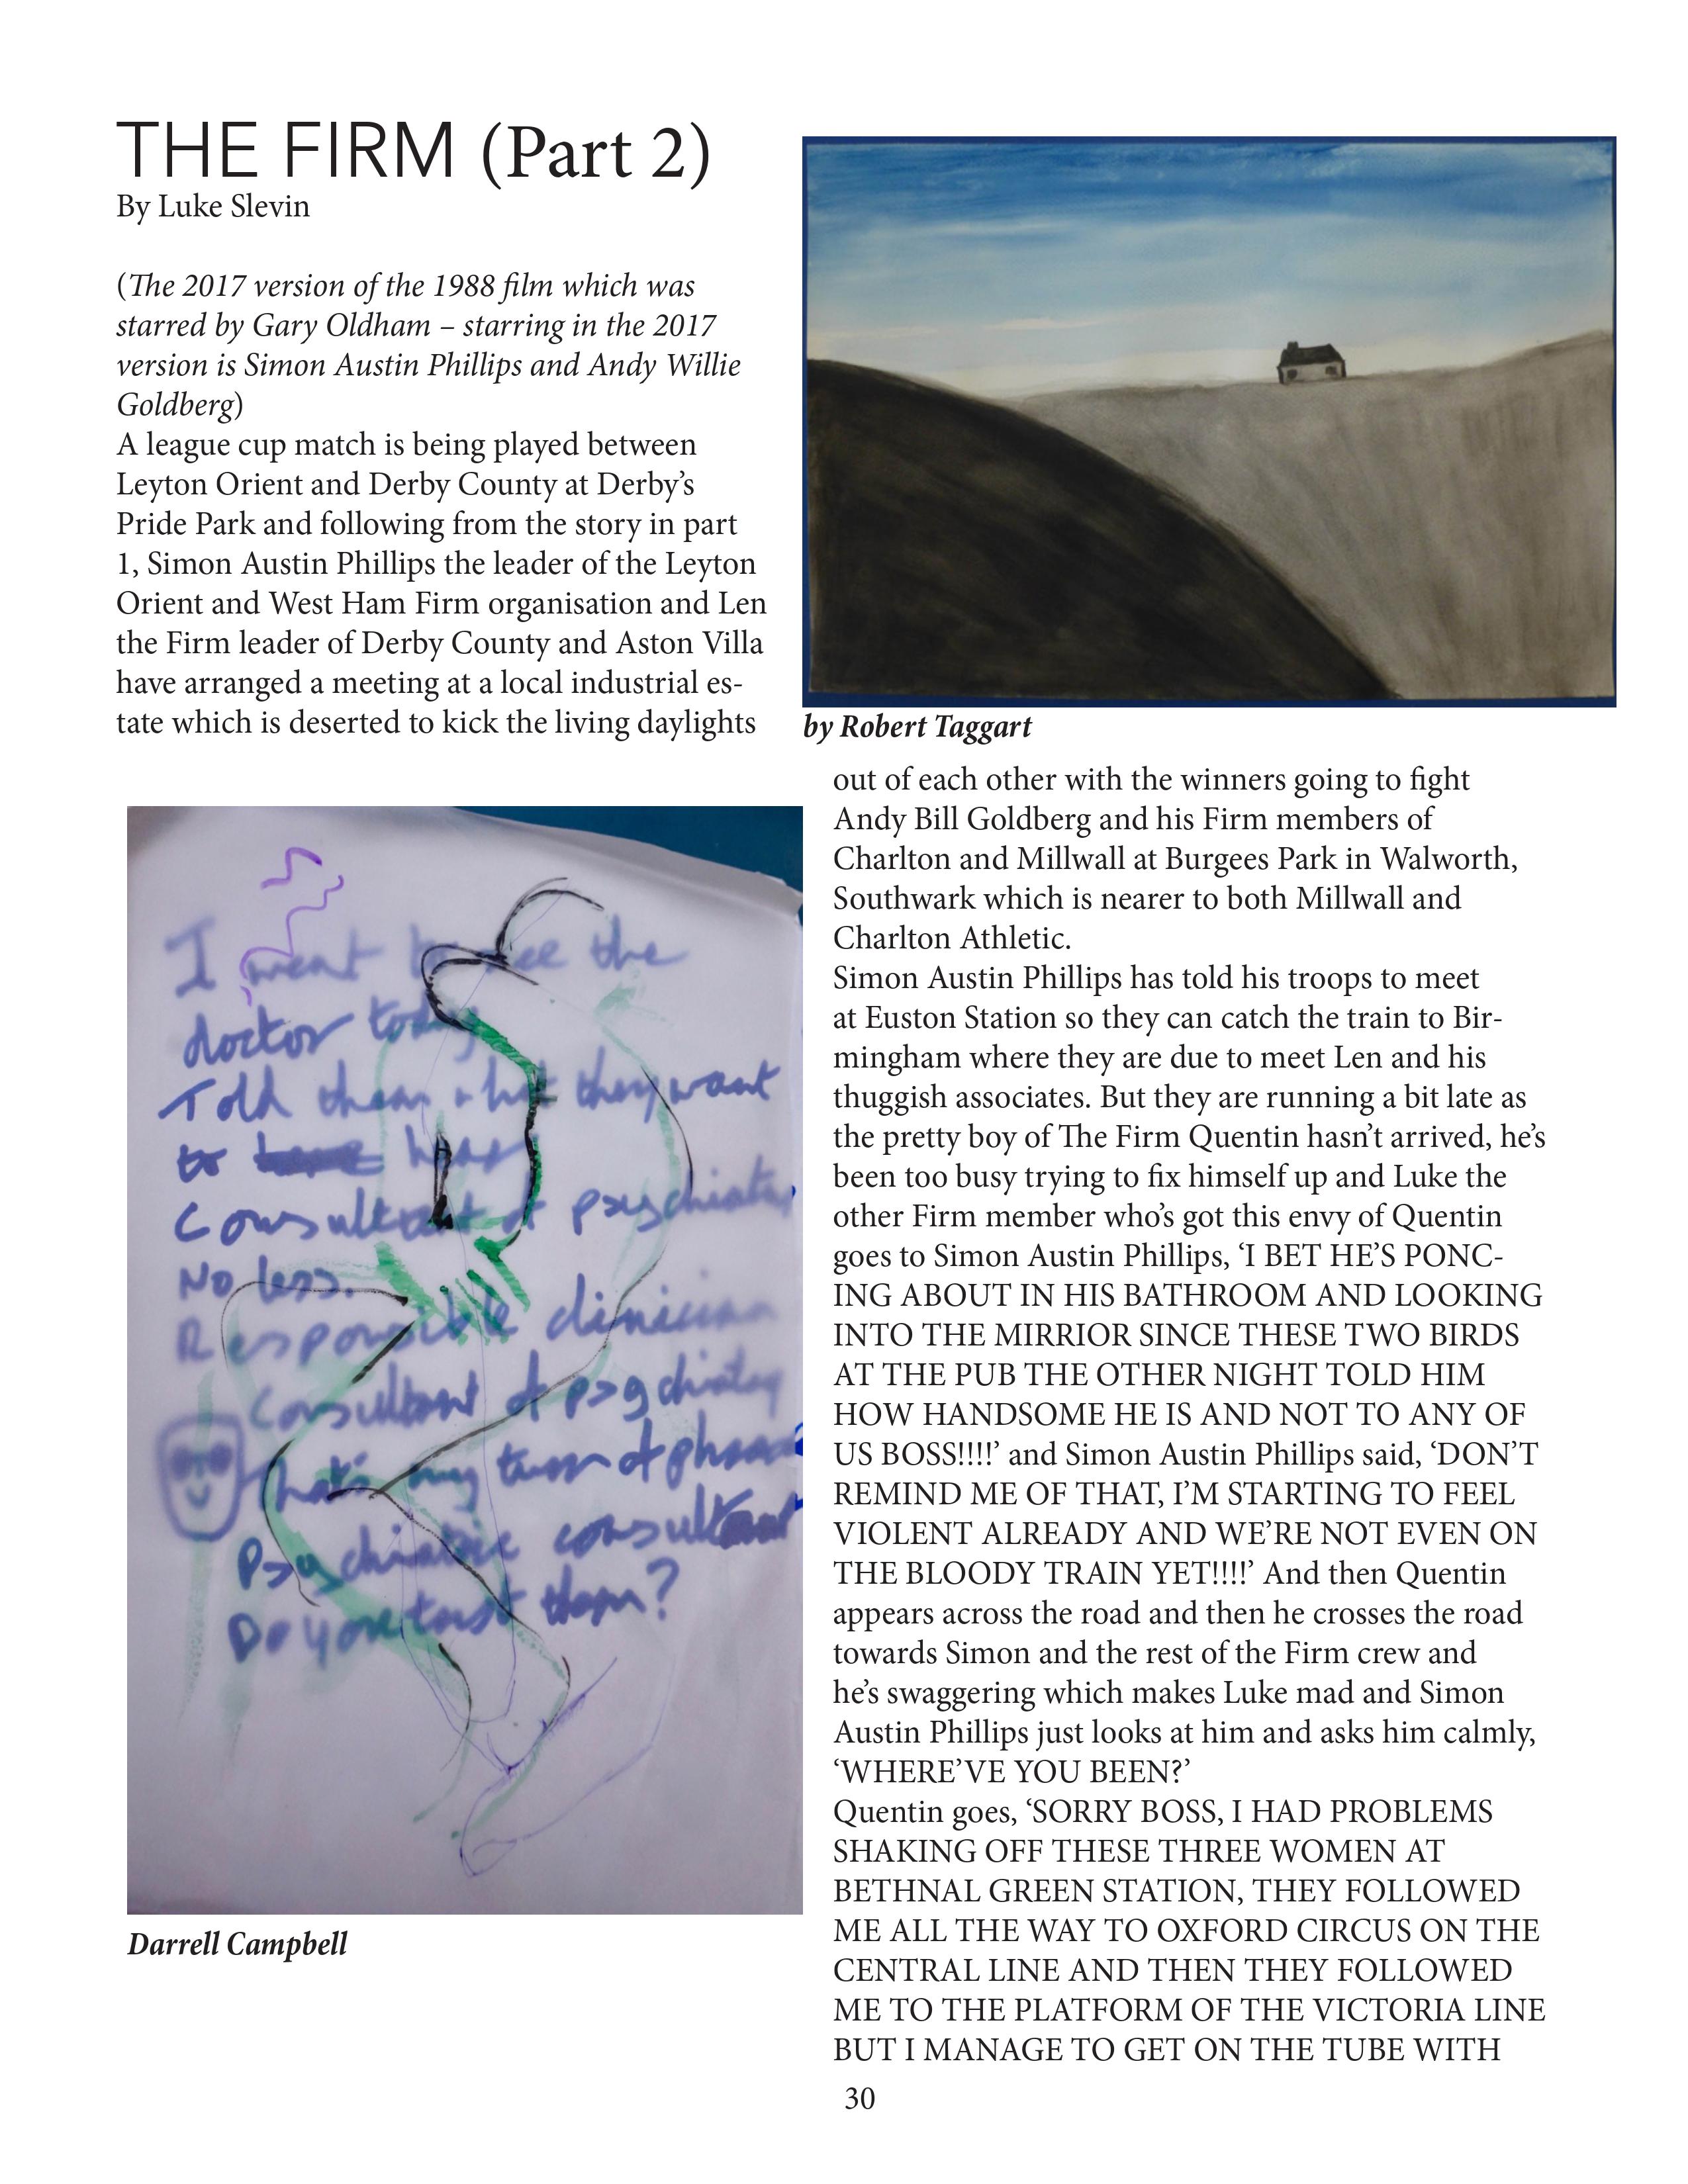 THE FIRM (Part 2)
By Luke Slevin
(The 2017 version of the 1988 film which was
starred by Gary Oldham – starring in the 2017
version is Simon Austin Phillips and Andy Willie
Goldberg)
A league cup match is being played between
Leyton Orient and Derby County at Derby's
Pride Park and following from the story in part
1, Simon Austin Phillips the leader of the Leyton
Orient and West Ham Firm organisation and Len
the Firm leader of Derby County and Aston Villa
have arranged a meeting at a local industrial es-
tate which is deserted to kick the living daylights
by Robert Taggart
I went to see the
doctor today
Told them what they want
to hear
Consultant of psychiatry
No less.
Responsible clinician
Consultant of psychiatry
that's my turn of phrase
Psychiatric consultant
Do you trust them?
Darrell Campbell
out of each other with the winners going to fight
Andy Bill Goldberg and his Firm members of
Charlton and Millwall at Burgees Park in Walworth,
Southwark which is nearer to both Millwall and
Charlton Athletic.
Simon Austin Phillips has told his troops to meet
at Euston Station so they can catch the train to Bir-
mingham where they are due to meet Len and his
thuggish associates. But they are running a bit late as
the pretty boy of The Firm Quentin hasn't arrived, he's
been too busy trying to fix himself up and Luke the
other Firm member who's got this envy of Quentin
goes to Simon Austin Phillips, 'I BET HE'S PONC-
ING ABOUT IN HIS BATHROOM AND LOOKING
INTO THE MIRRIOR SINCE THESE TWO BIRDS
AT THE PUB THE OTHER NIGHT TOLD HIM
HOW HANDSOME HE IS AND NOT TO ANY OF
US BOSS!!!!' and Simon Austin Phillips said, 'DON'T
REMIND ME OF THAT, I'M STARTING TO FEEL
VIOLENT ALREADY AND WE'RE NOT EVEN ON
THE BLOODY TRAIN YET!!!!' And then Quentin
appears across the road and then he crosses the road
towards Simon and the rest of the Firm crew and
he's swaggering which makes Luke mad and Simon
Austin Phillips just looks at him and asks him calmly,
'WHERE'VE YOU BEEN?'
Quentin goes, 'SORRY BOSS, I HAD PROBLEMS
SHAKING OFF THESE THREE WOMEN AT
BETHNAL GREEN STATION, THEY FOLLOWED
ME ALL THE WAY TO OXFORD CIRCUS ON THE
CENTRAL LINE AND THEN THEY FOLLOWED
ME TO THE PLATFORM OF THE VICTORIA LINE
BUT I MANAGE TO GET ON THE TUBE WITH
30